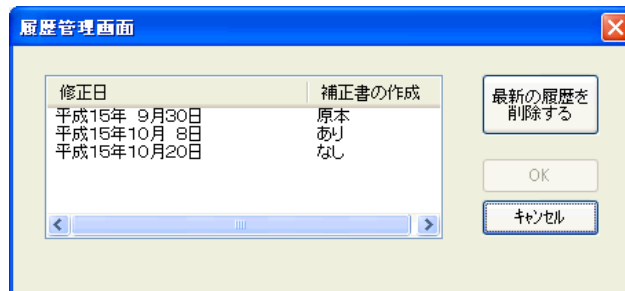 履歴管理画面
修正日 補正書の作成
平成15年 9月30日 原本
平成15年10月 8日 あり
平成15年10月20日 なし
最新の履歴を
削除する
OK
ｷｬﾝｾﾙ